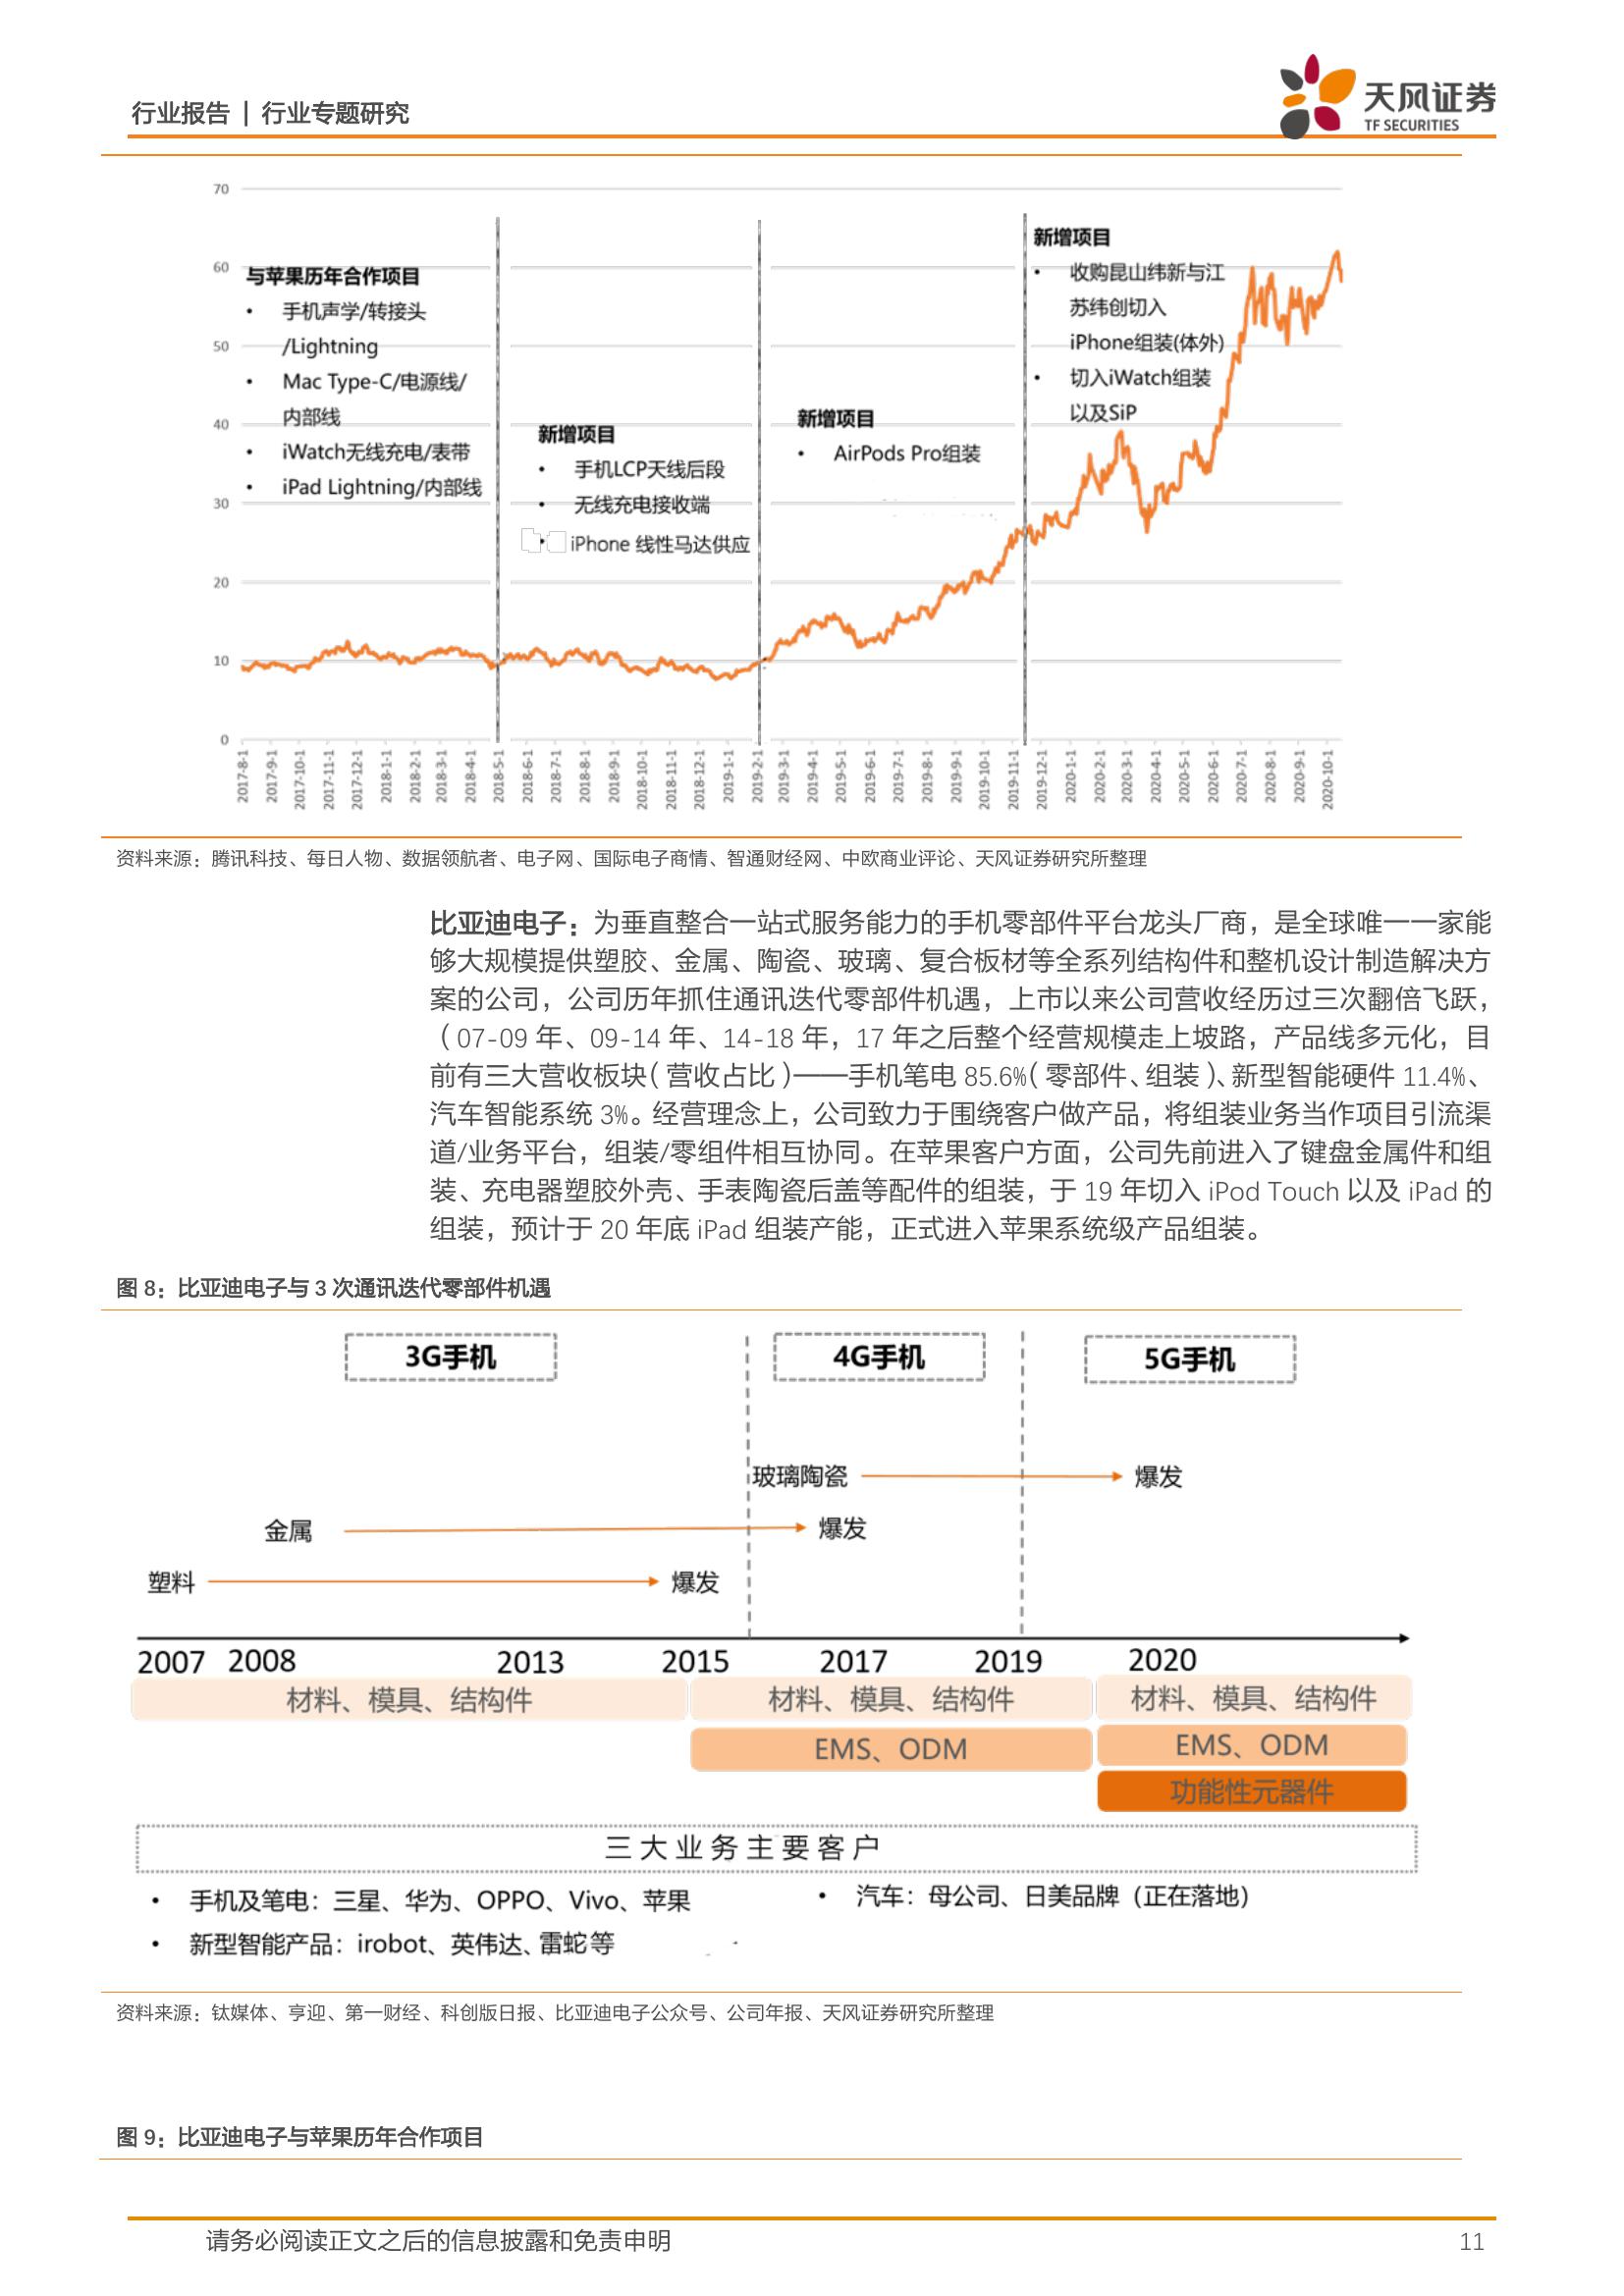 行业报告 | 行业专题研究
天风证券
TF SECURITIES
70
60
50
40
30
20
10
0
与苹果历年合作项目
• 手机声学/转接头
/Lightning
• Mac Type-C/电源线/
内部线
• iWatch无线充电/表带
• iPad Lightning/内部线
新增项目
• 手机LCP天线后段
• 无线充电接收端
• iPhone 线性马达供应
新增项目
• AirPods Pro组装
新增项目
• 收购昆山纬新与江
苏纬创切入
iPhone组装(体外)
• 切入iWatch组装
以及SiP
2017-8-1
2017-9-1
2017-10-1
2017-11-1
2017-12-1
2018-1-1
2018-2-1
2018-3-1
2018-4-1
2018-5-1
2018-6-1
2018-7-1
2018-8-1
2018-9-1
2018-10-1
2018-11-1
2018-12-1
2019-1-1
2019-2-1
2019-3-1
2019-4-1
2019-5-1
2019-6-1
2019-7-1
2019-8-1
2019-9-1
2019-10-1
2019-11-1
2019-12-1
2020-1-1
2020-2-1
2020-3-1
2020-4-1
2020-5-1
2020-6-1
2020-7-1
2020-8-1
2020-9-1
2020-10-1
资料来源：腾讯科技、每日人物、数据领航者、电子网、国际电子商情、智通财经网、中欧商业评论、天风证券研究所整理
比亚迪电子：为垂直整合一站式服务能力的手机零部件平台龙头厂商，是全球唯一一家能
够大规模提供塑胶、金属、陶瓷、玻璃、复合板材等全系列结构件和整机设计制造解决方
案的公司，公司历年抓住通讯迭代零部件机遇，上市以来公司营收经历过三次翻倍飞跃，
（07-09 年、09-14 年、14-18 年，17 年之后整个经营规模走上坡路，产品线多元化，目
前有三大营收板块（营收占比）——手机笔电 85.6%（零部件、组装）、新型智能硬件 11.4%、
汽车智能系统 3%。经营理念上，公司致力于围绕客户做产品，将组装业务当作项目引流渠
道/业务平台，组装/零组件相互协同。在苹果客户方面，公司先前进入了键盘金属件和组
装、充电器塑胶外壳、手表陶瓷后盖等配件的组装，于 19 年切入 iPod Touch 以及 iPad 的
组装，预计于 20 年底 iPad 组装产能，正式进入苹果系统级产品组装。
图 8：比亚迪电子与 3 次通讯迭代零部件机遇
3G手机 4G手机 5G手机
玻璃陶瓷 爆发
金属 爆发
塑料 爆发
2007 2008 2013 2015 2017 2019 2020
材料、模具、结构件 材料、模具、结构件 材料、模具、结构件
EMS、ODM EMS、ODM
功能性元器件
三大业务主要客户
• 手机及笔电：三星、华为、OPPO、Vivo、苹果 • 汽车：母公司、日美品牌（正在落地）
• 新型智能产品：irobot、英伟达、雷蛇等
资料来源：钛媒体、亨迎、第一财经、科创版日报、比亚迪电子公众号、公司年报、天风证券研究所整理
图 9：比亚迪电子与苹果历年合作项目
请务必阅读正文之后的信息披露和免责申明 11